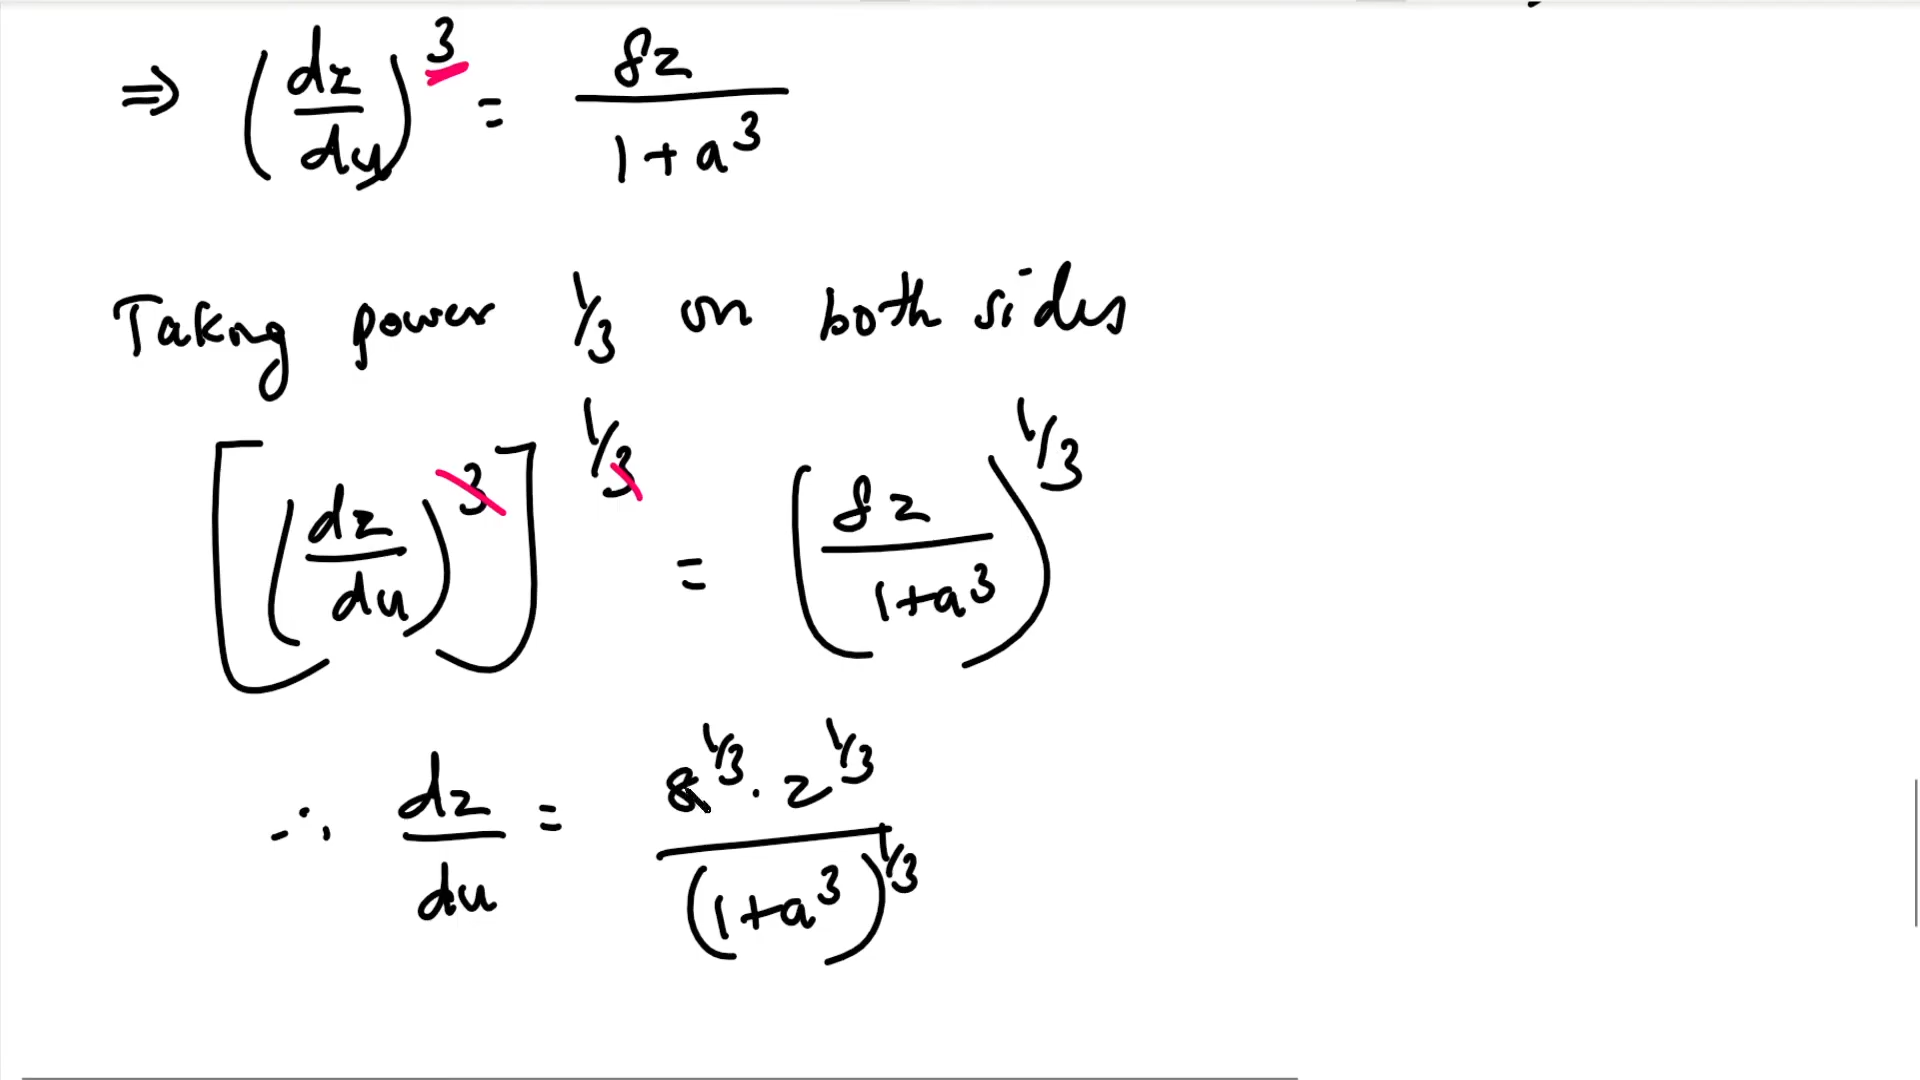 ⇒ (dz/du)^3 = 8z/(1+a^3)
Taking power 1/3 on both sides
[(dz/du)^3]^1/3 = (8z/(1+a^3))^1/3
∴ dz/du = 8^1/3 . z^1/3/(1+a^3)^1/3